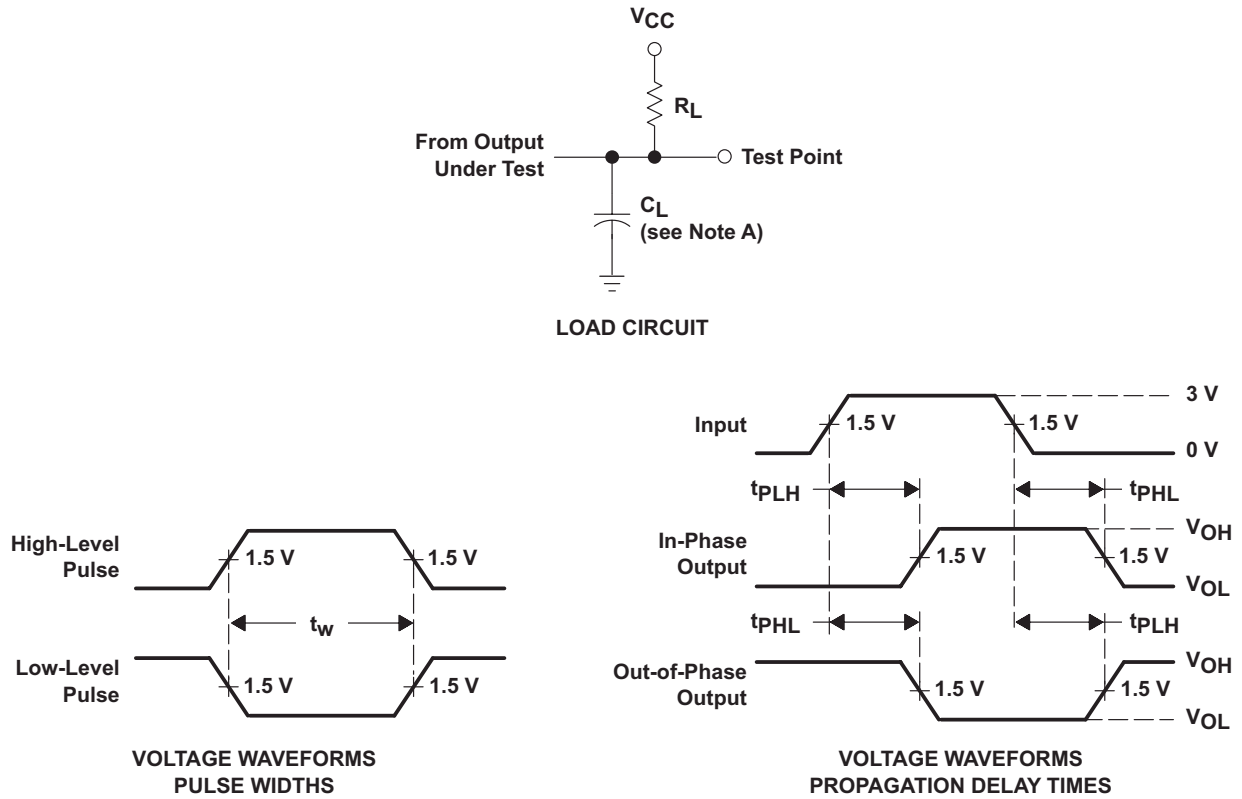 VCC
RL
From Output
Under Test
Test Point
CL
(see Note A)
LOAD CIRCUIT
High-Level
Pulse
1.5 V
1.5 V
tw
Low-Level
Pulse
1.5 V
1.5 V
VOLTAGE WAVEFORMS
PULSE WIDTHS
Input
1.5 V
1.5 V
3 V
0 V
tPLH
tPHL
In-Phase
Output
1.5 V
1.5 V
VOH
VOL
tPHL
tPLH
Out-of-Phase
Output
1.5 V
1.5 V
VOH
VOL
VOLTAGE WAVEFORMS
PROPAGATION DELAY TIMES